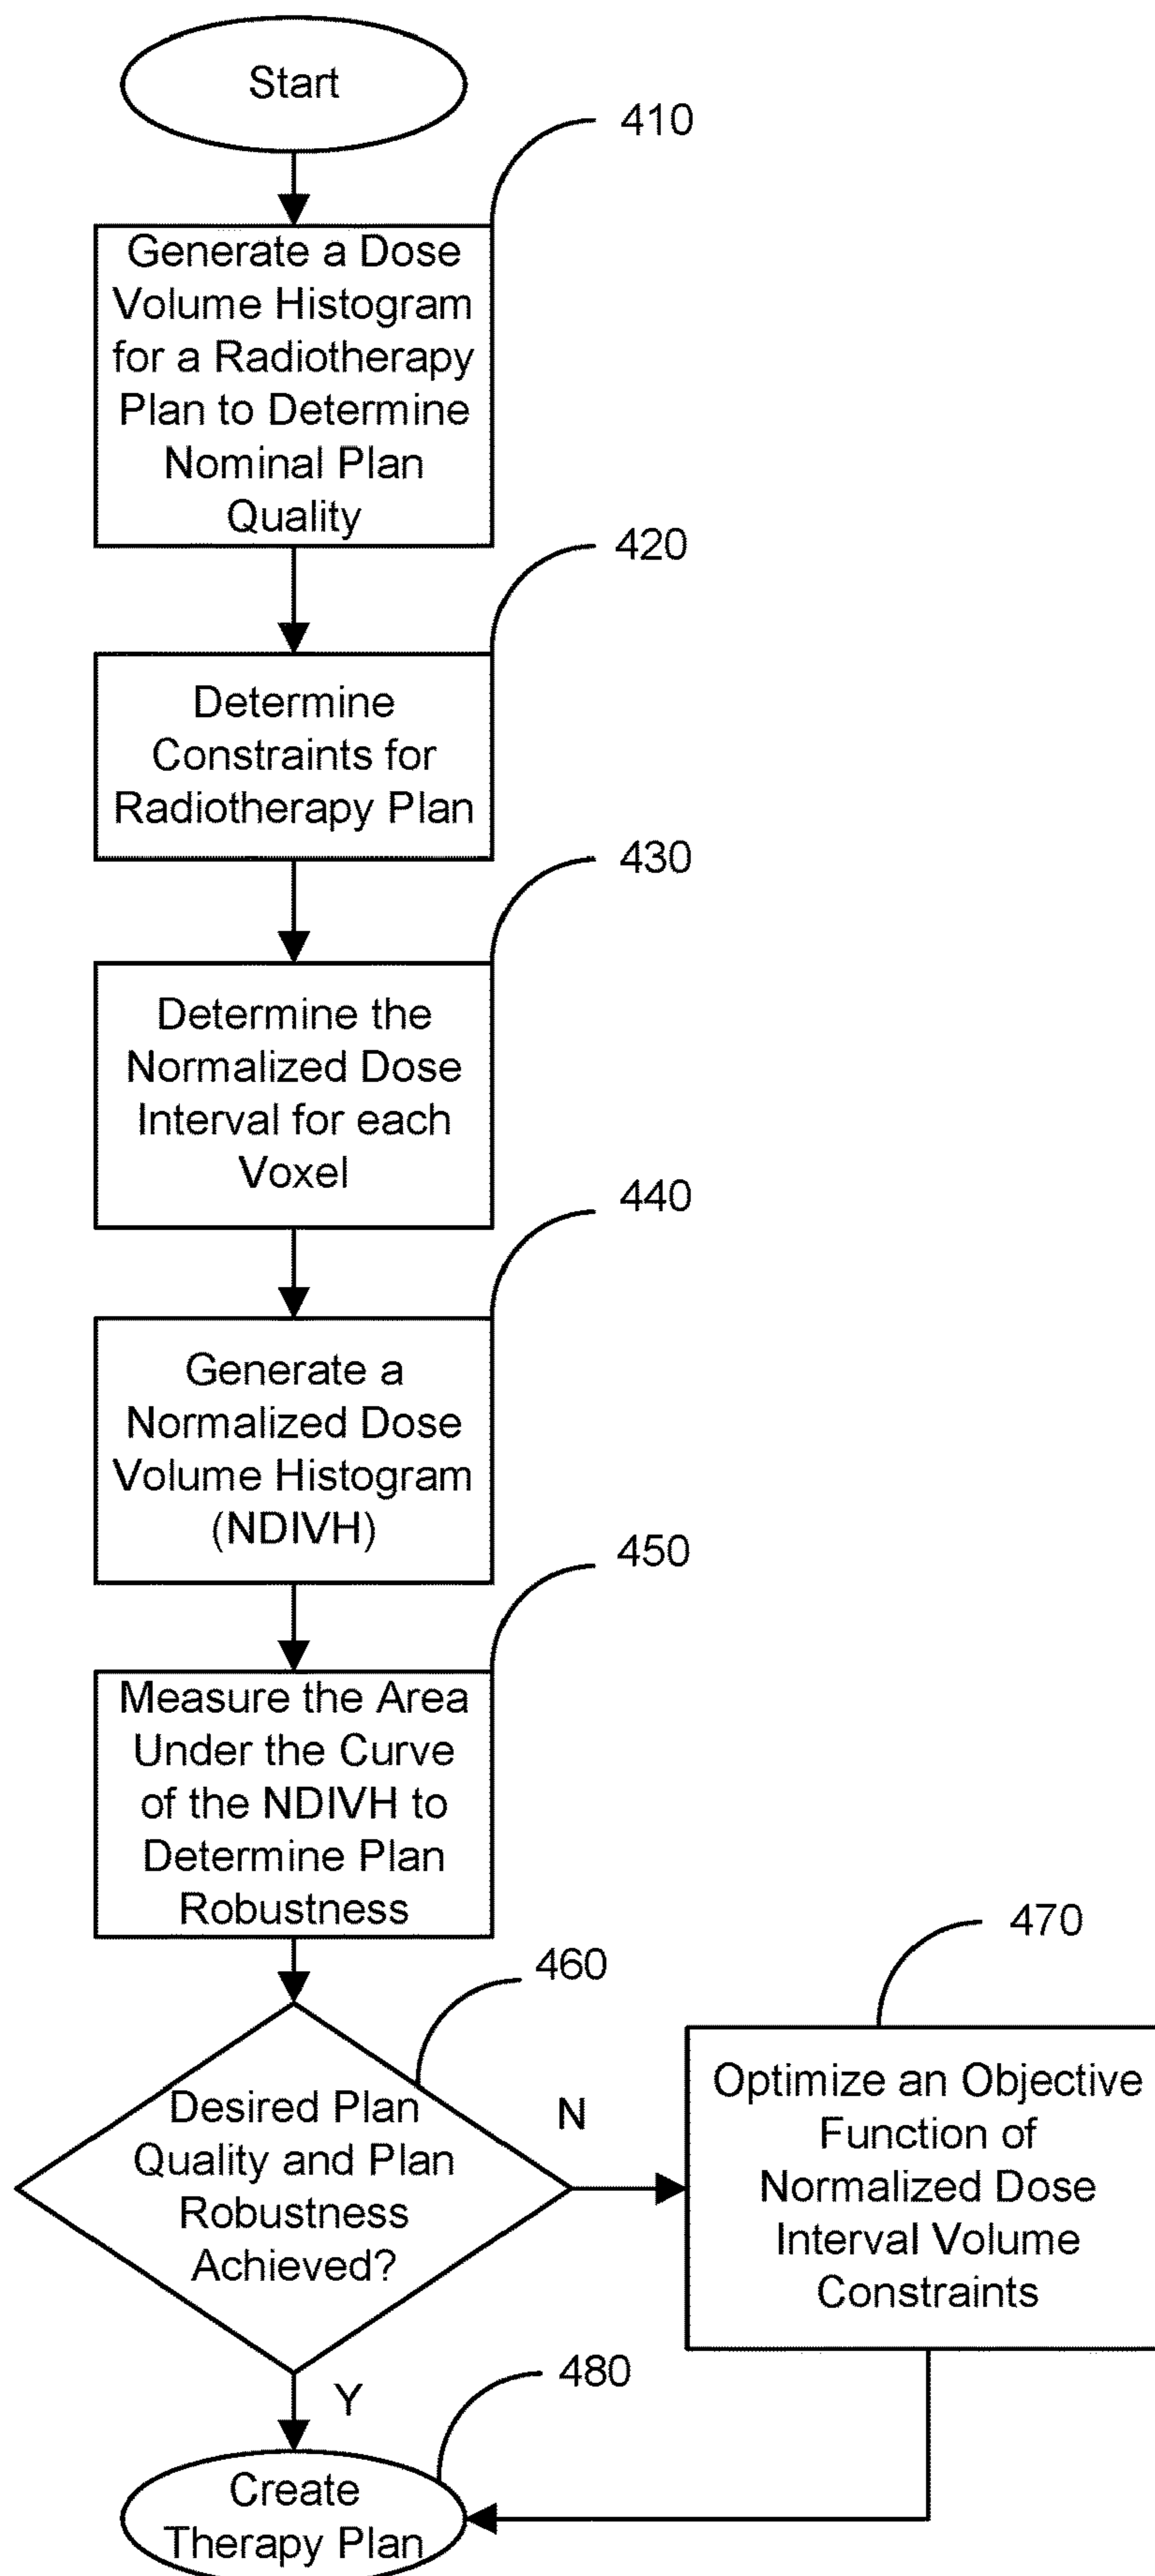 Start
410
Generate a Dose
Volume Histogram
for a Radiotherapy
Plan to Determine
Nominal Plan
Quality
420
Determine
Constraints for
Radiotherapy Plan
430
Determine the
Normalized Dose
Interval for each
Voxel
440
Generate a
Normalized Dose
Volume Histogram
(NDIVH)
450
Measure the Area
Under the Curve
of the NDIVH to
Determine Plan
Robustness
460
Desired Plan
Quality and Plan
Robustness
Achieved?
N
470
Optimize an Objective
Function of
Normalized Dose
Interval Volume
Constraints
Y
480
Create
Therapy Plan